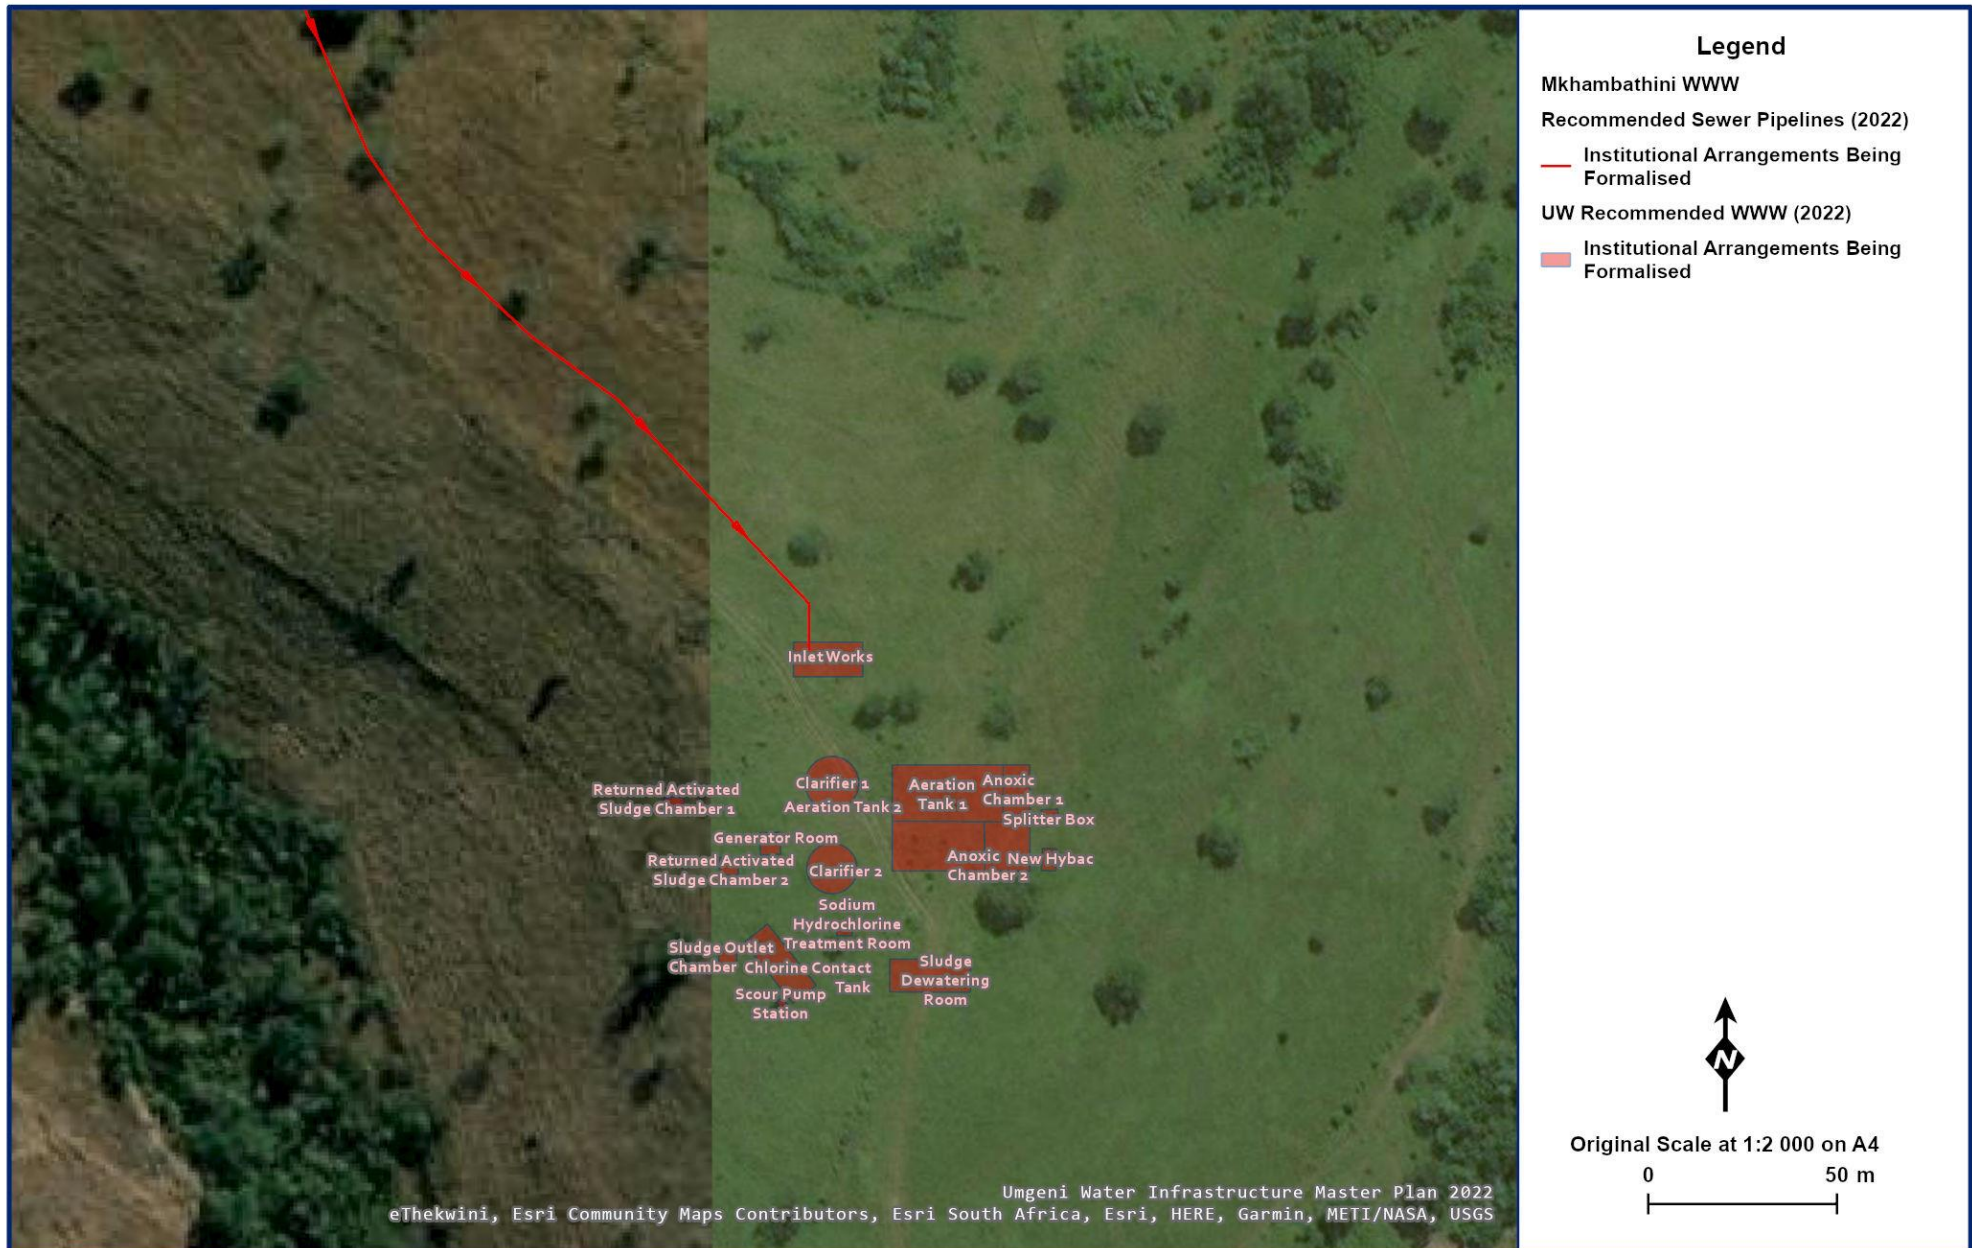 Legend
Mkhambathini WWW
Recommended Sewer Pipelines (2022)
Institutional Arrangements Being
Formalised
UW Recommended WWW (2022)
Institutional Arrangements Being
Formalised
Inlet Works
Clarifier 1
Aeration Tank 2
Aeration
Tank 1
Anoxic
Chamber 1
Splitter Box
Returned Activated
Sludge Chamber 1
Generator Room
Returned Activated
Sludge Chamber 2
Clarifier 2
Anoxic
Chamber 2
New Hybac
Sodium
Hydrochlorine
Treatment Room
Sludge Outlet
Chamber
Chlorine Contact
Tank
Scour Pump
Station
Sludge
Dewatering
Room
N
Original Scale at 1:2 000 on A4
0 50 m
Umgeni Water Infrastructure Master Plan 2022
eThekwini, Esri Community Maps Contributors, Esri South Africa, Esri, HERE, Garmin, METI/NASA, USGS